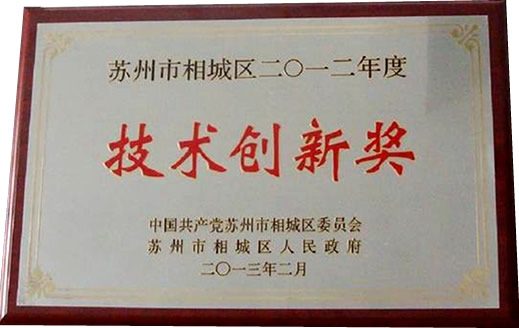 苏州市相城区二〇一二年度
技术创新奖
中国共产党苏州市相城区委员会
苏州市相城区人民政府
二〇一三年二月